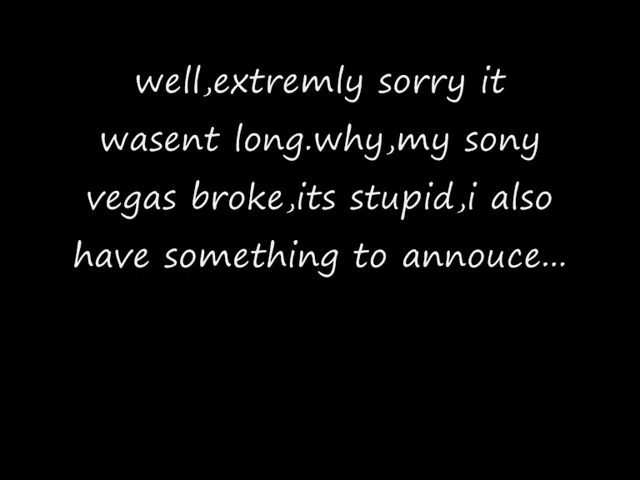 well,extremly sorry it
wasent long.why,my sony
vegas broke,its stupid,i also
have something to annouce...